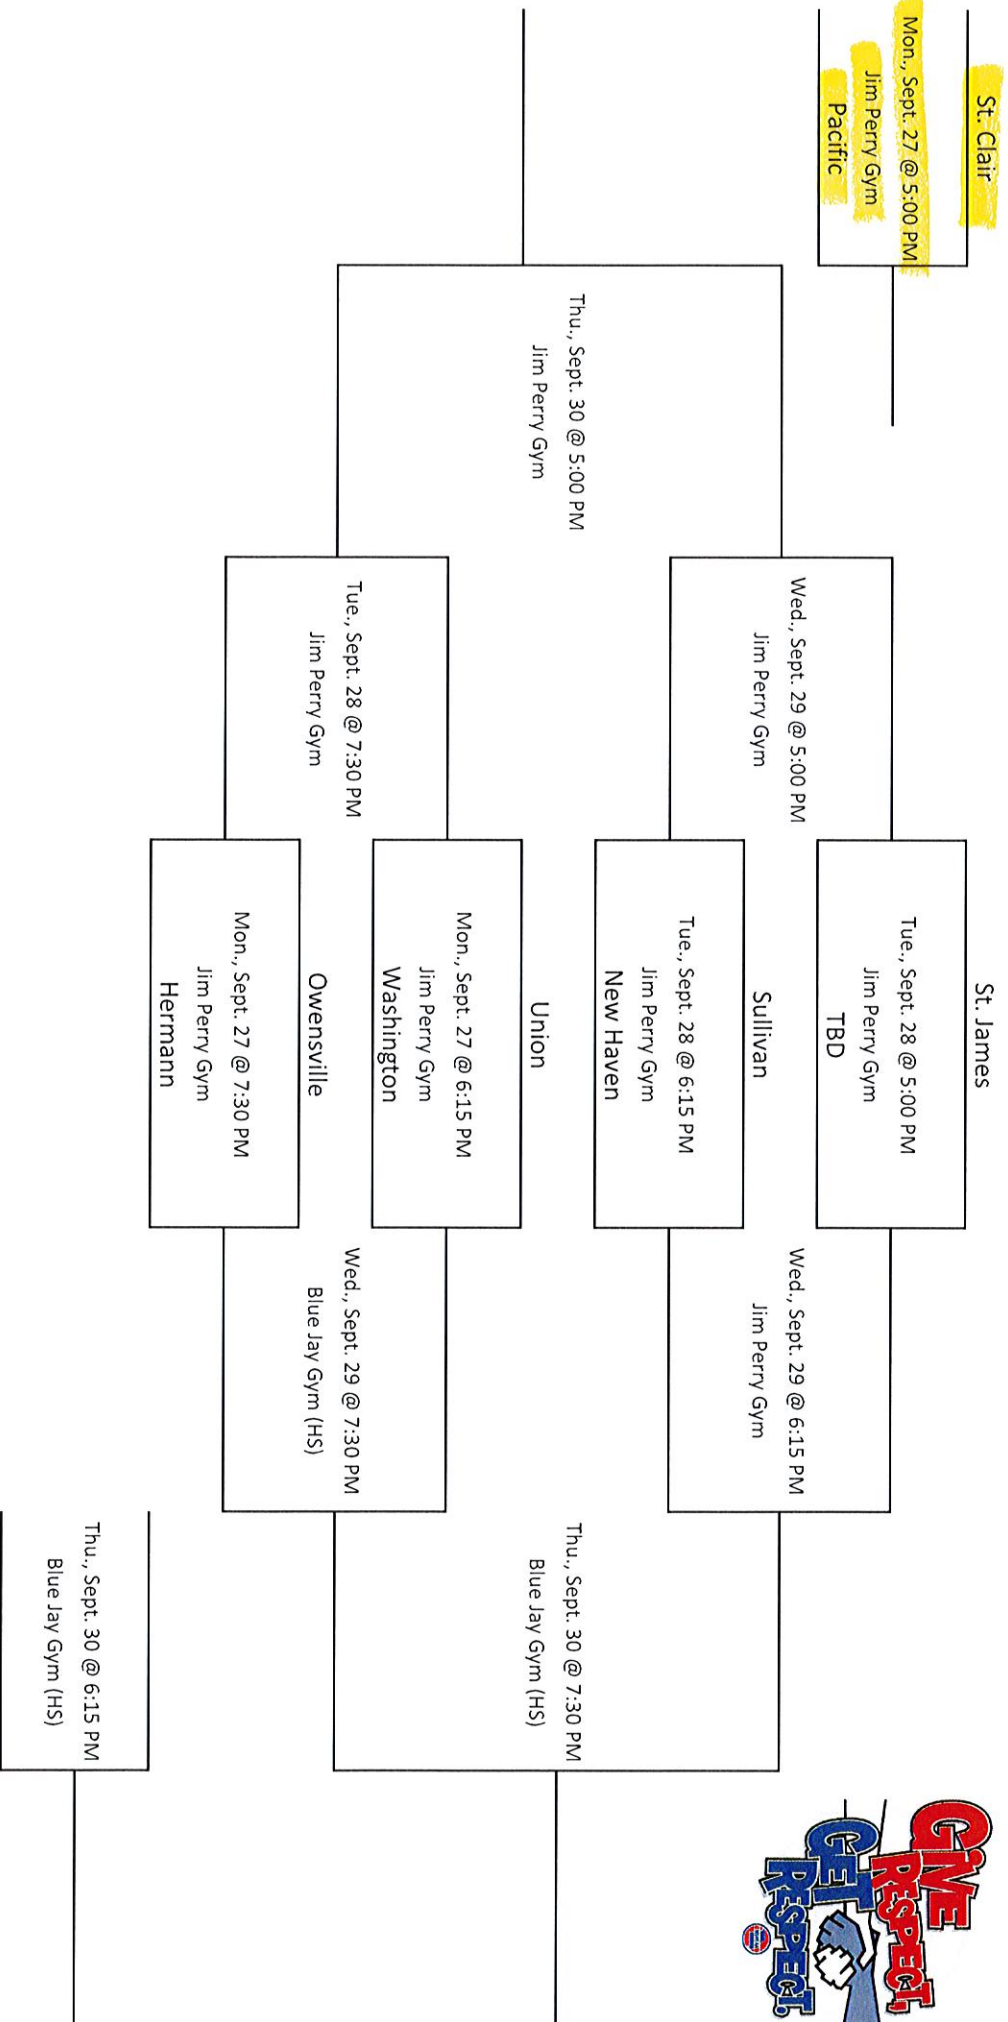 St. Clair
Mon., Sept. 27 @ 5:00 PM
Jim Perry Gym
Pacific
Thu., Sept. 30 @ 5:00 PM
Jim Perry Gym
Wed., Sept. 29 @ 5:00 PM
Jim Perry Gym
Tue., Sept. 28 @ 7:30 PM
Jim Perry Gym
St. James
Tue., Sept. 28 @ 5:00 PM
Jim Perry Gym
TBD
Sullivan
Tue., Sept. 28 @ 6:15 PM
Jim Perry Gym
New Haven
Union
Mon., Sept. 27 @ 6:15 PM
Jim Perry Gym
Washington
Owensville
Mon., Sept. 27 @ 7:30 PM
Jim Perry Gym
Hermann
Wed., Sept. 29 @ 6:15 PM
Jim Perry Gym
Wed., Sept. 29 @ 7:30 PM
Blue Jay Gym (HS)
Thu., Sept. 30 @ 7:30 PM
Blue Jay Gym (HS)
Thu., Sept. 30 @ 6:15 PM
Blue Jay Gym (HS)
GIVE
RESPECT.
GET
RESPECT.